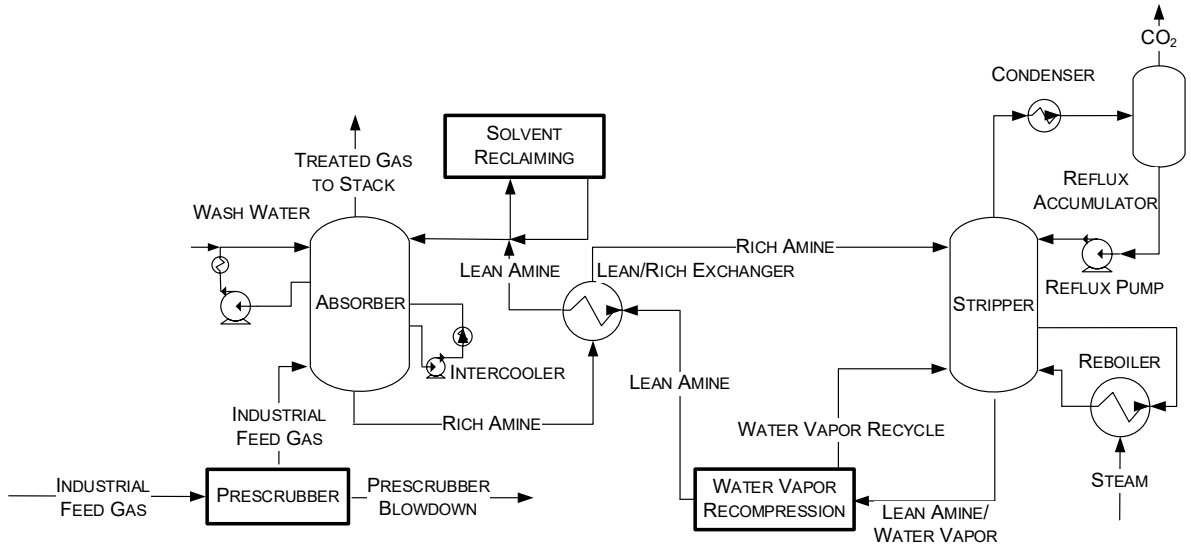 CO2
CONDENSER
SOLVENT
RECLAIMING
TREATED GAS
TO STACK
REFLUX
ACCUMULATOR
WASH WATER
RICH AMINE
LEAN AMINE
LEAN/RICH EXCHANGER
ABSORBER
STRIPPER
REFLUX PUMP
INTERCOOLER
LEAN AMINE
REBOILER
INDUSTRIAL
FEED GAS
RICH AMINE
WATER VAPOR RECYCLE
INDUSTRIAL
FEED GAS
PRESCRUBBER
PRESCRUBBER
BLOWDOWN
WATER VAPOR
RECOMPRESSION
LEAN AMINE/
WATER VAPOR
STEAM